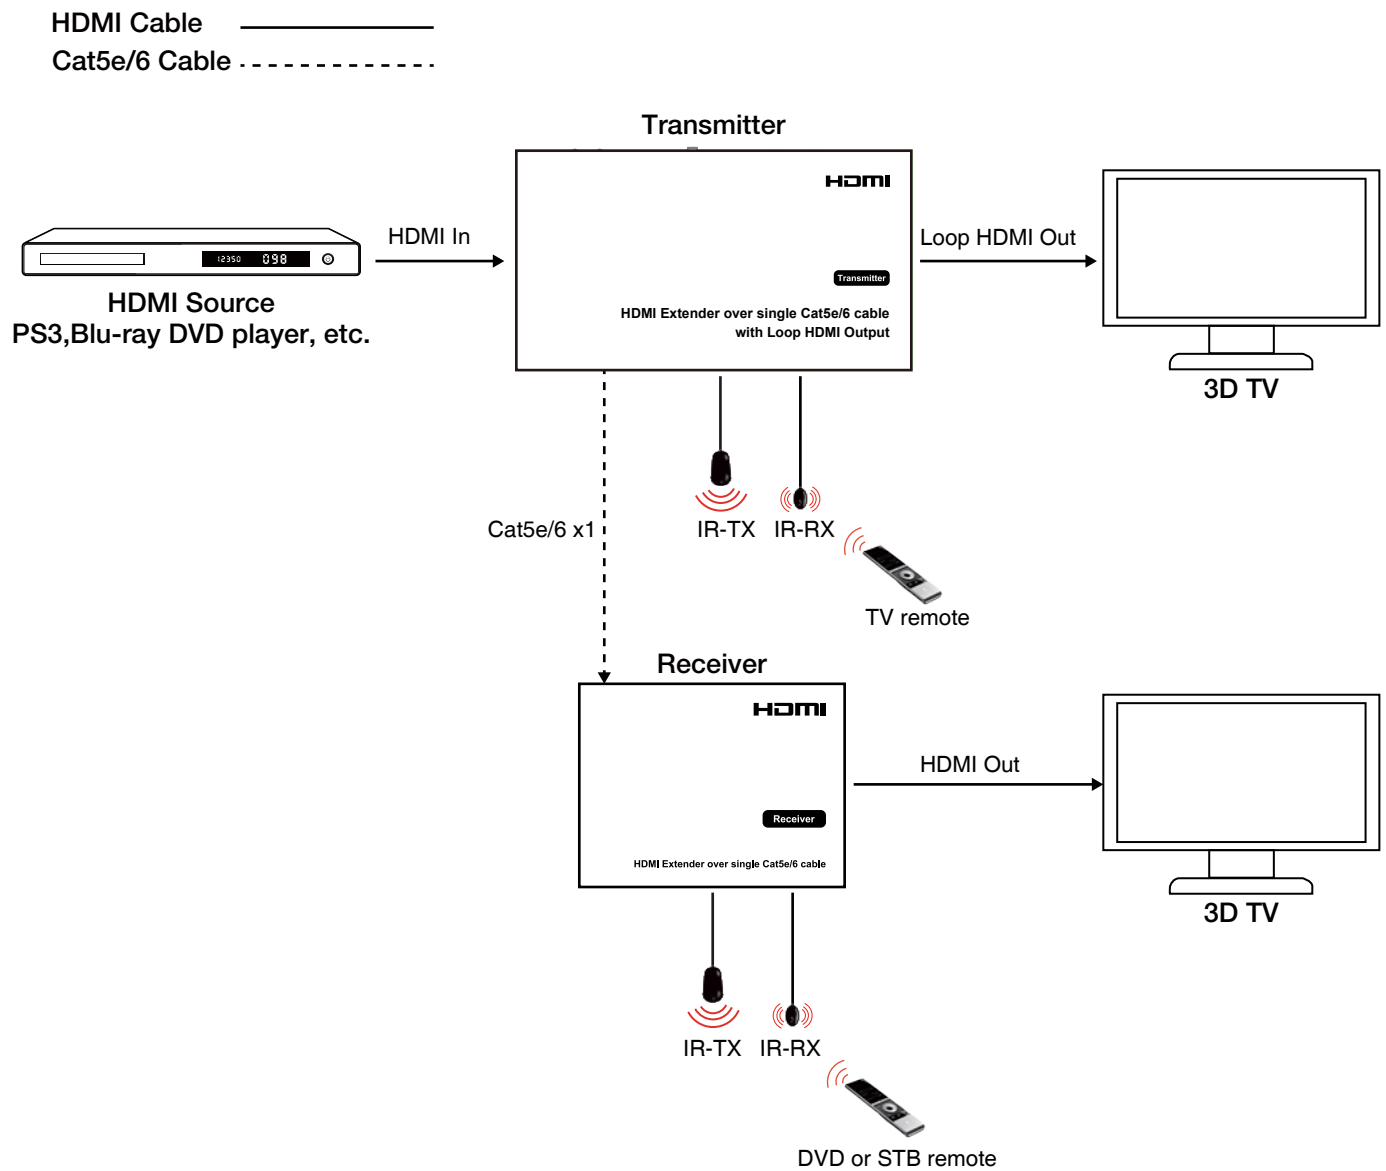 HDMI Cable
Cat5e/6 Cable
Transmitter
HDMI
HDMI In
Loop HDMI Out
12350 098
Transmitter
HDMI Source
PS3,Blu-ray DVD player, etc.
HDMI Extender over single Cat5e/6 cable
with Loop HDMI Output
3D TV
Cat5e/6 x1
IR-TX IR-RX
TV remote
Receiver
HDMI
HDMI Out
Receiver
HDMI Extender over single Cat5e/6 cable
3D TV
IR-TX IR-RX
DVD or STB remote